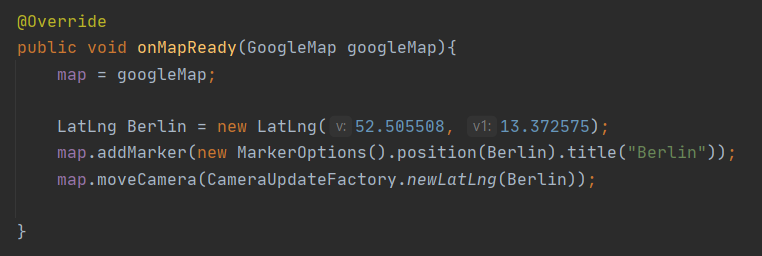 @Override
public void onMapReady(GoogleMap googleMap){
map = googleMap;
LatLng Berlin = new LatLng( v: 52.505508, v1: 13.372575);
map.addMarker(new MarkerOptions().position(Berlin).title("Berlin"));
map.moveCamera(CameraUpdateFactory.newLatLng(Berlin));
}